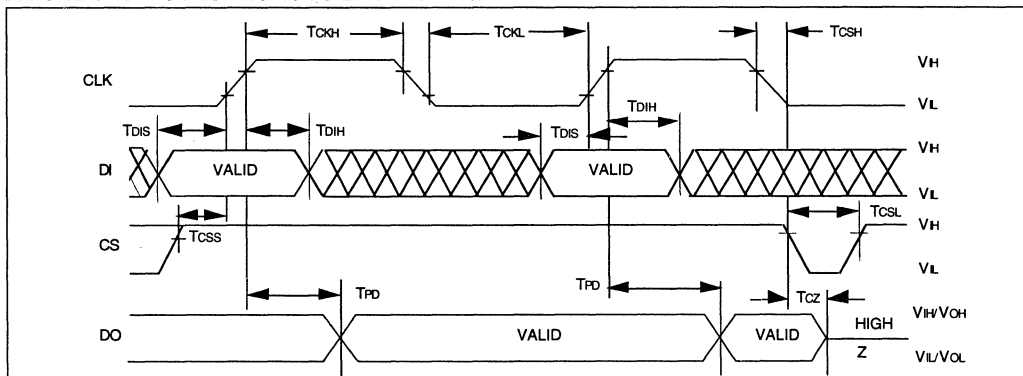 TCKH
TCKL
TCSH
CLK
VIH
VIL
TDIS
TDIH
TDIS
TDIH
DI
VALID
VALID
VIH
VIL
TCSS
TCSL
CS
VIH
VIL
TPD
TPD
TCZ
DO
VALID
VALID
HIGH
Z
VIH/VOH
VIL/VOL